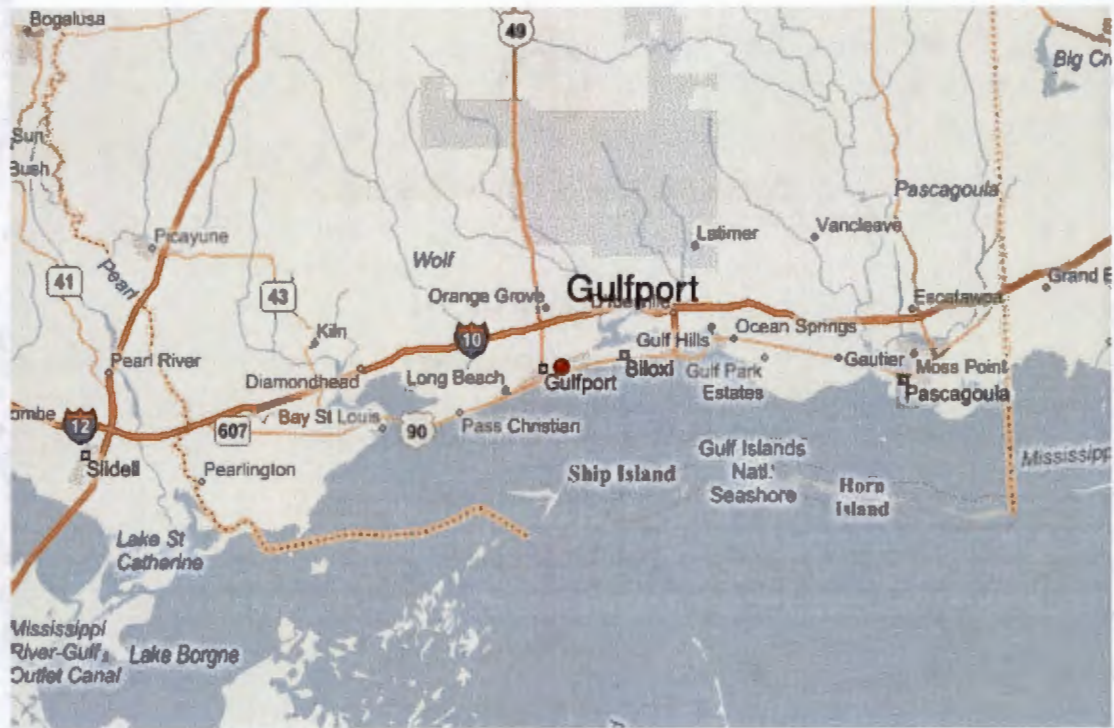 Bogalusa
49
Big
Sun
Bush
Pascagoula
Picayune
Latimer
Vancleave
Wolf
41
Pearl
43
Gulfport
Grand
Orange Grove
Escatawpa
Kiln
10
Ocean Springs
Gulf Hills
Pearl River
Diamondhead
Long Beach
Gulfport
Biloxi
Gulf Park
Estates
Gautier
Moss Point
Pascagoula
12
607
Bay St Louis
90
Pass Christian
Slidell
Pearlington
Ship Island
Gulf Islands
Natl.
Seashore
Horn
Island
Mississipp
Lake St
Catherine
Mississippi
River-Gulf
Outlet Canal
Lake Borgne